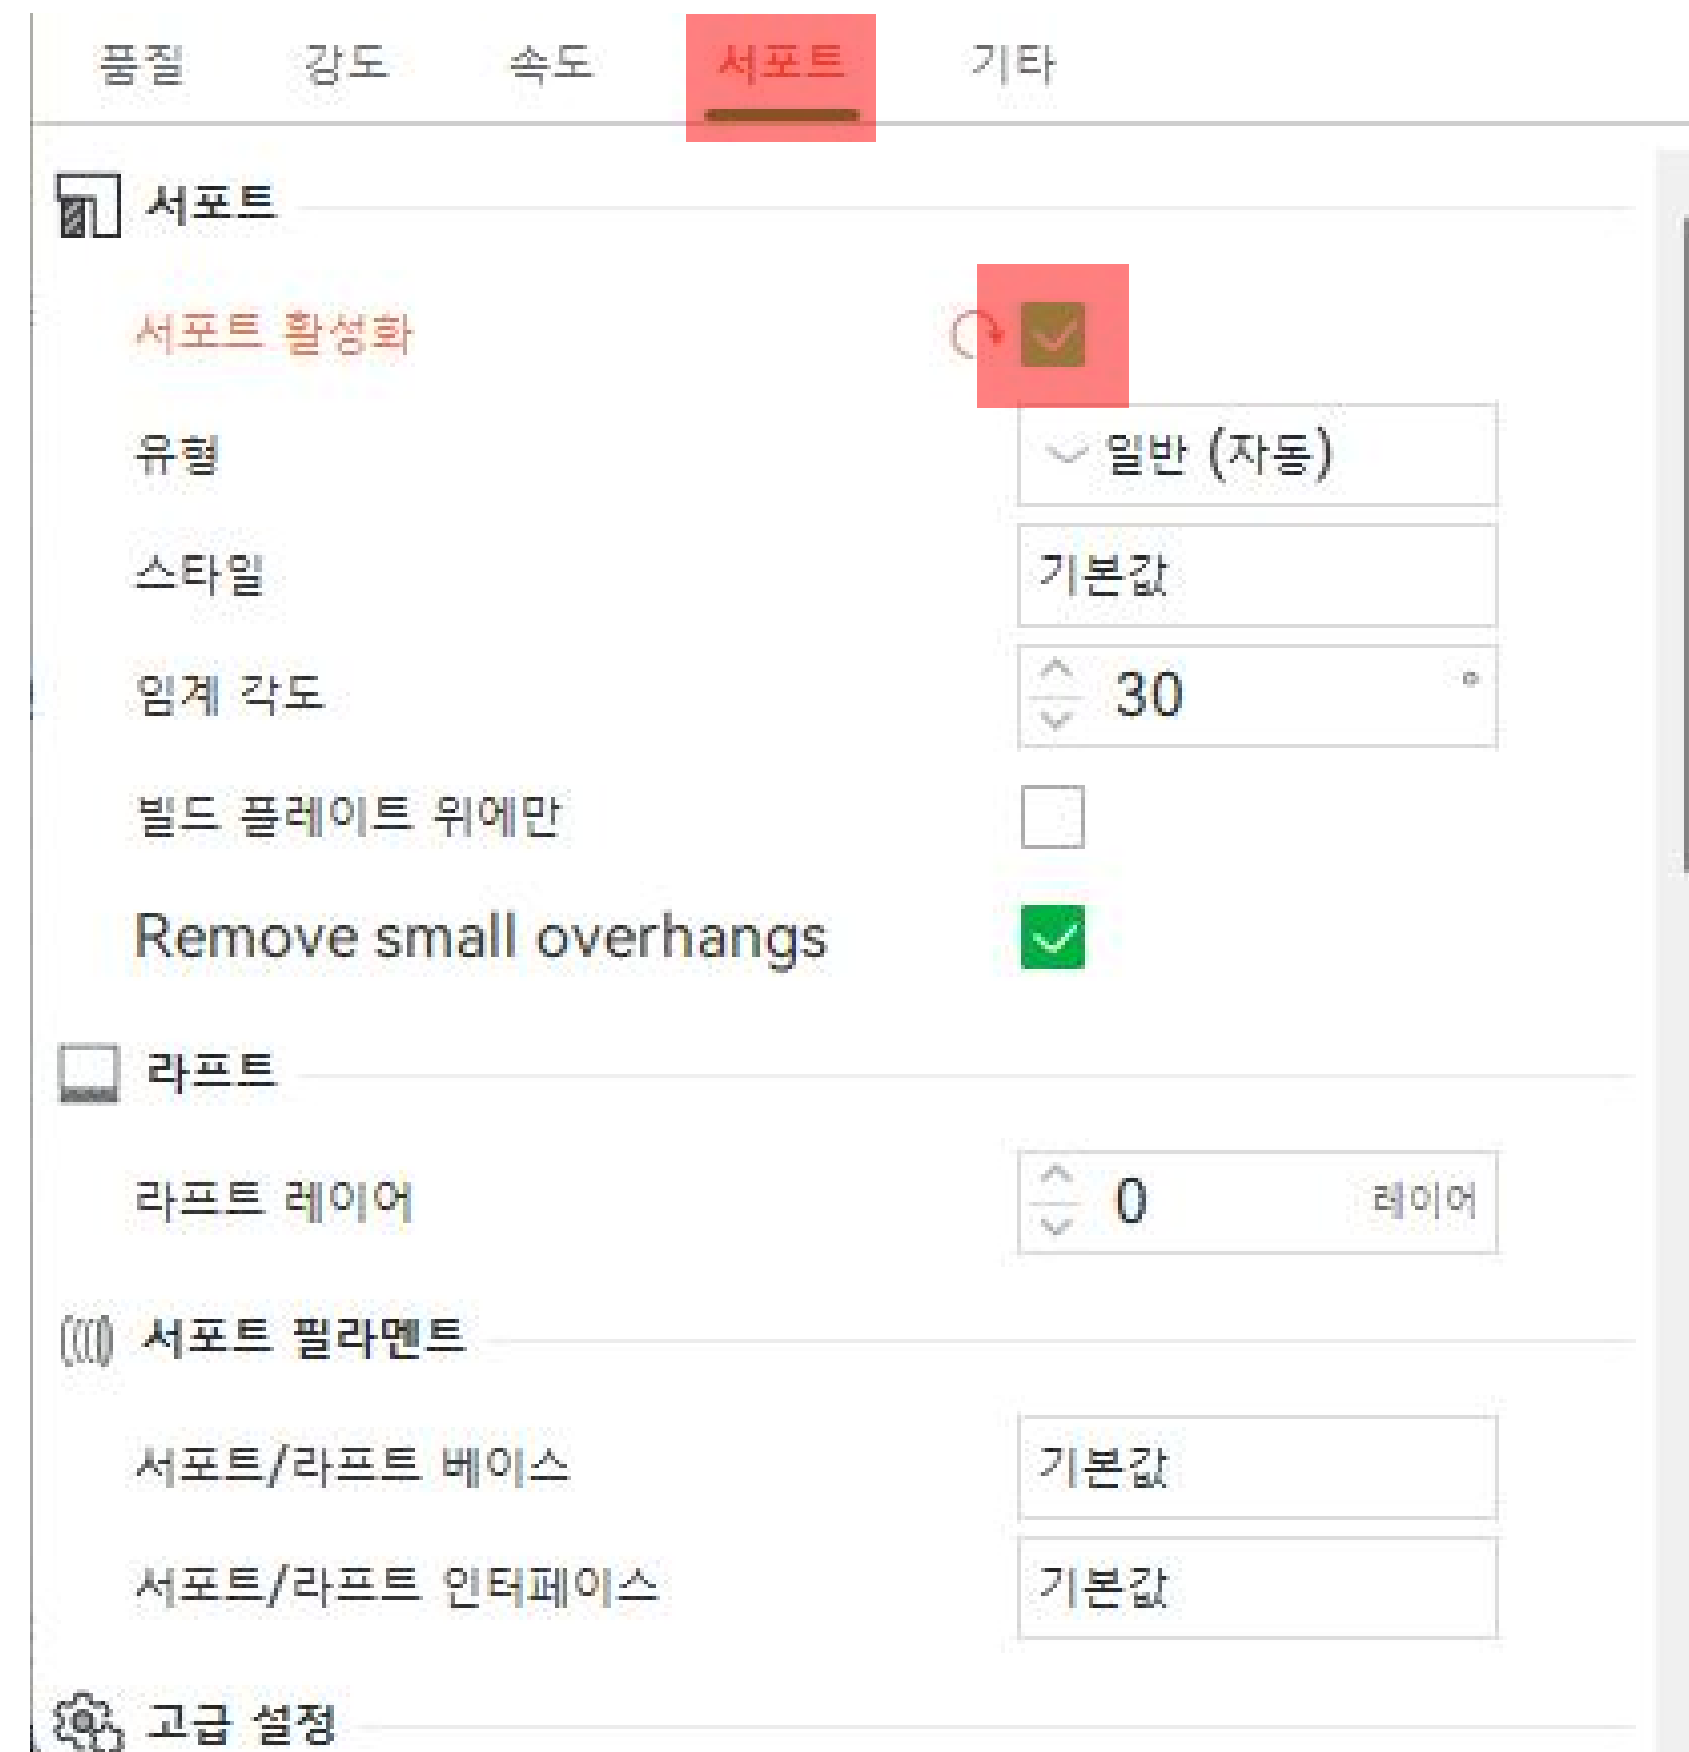 품질 강도 속도 서포트 기타
서포트
서포트 활성화
유형 일반 (자동)
스타일 기본값
임계 각도 30 °
빌드 플레이트 위에만
Remove small overhangs
라프트
라프트 레이어 0 레이어
서포트 필라멘트
서포트/라프트 베이스 기본값
서포트/라프트 인터페이스 기본값
고급 설정